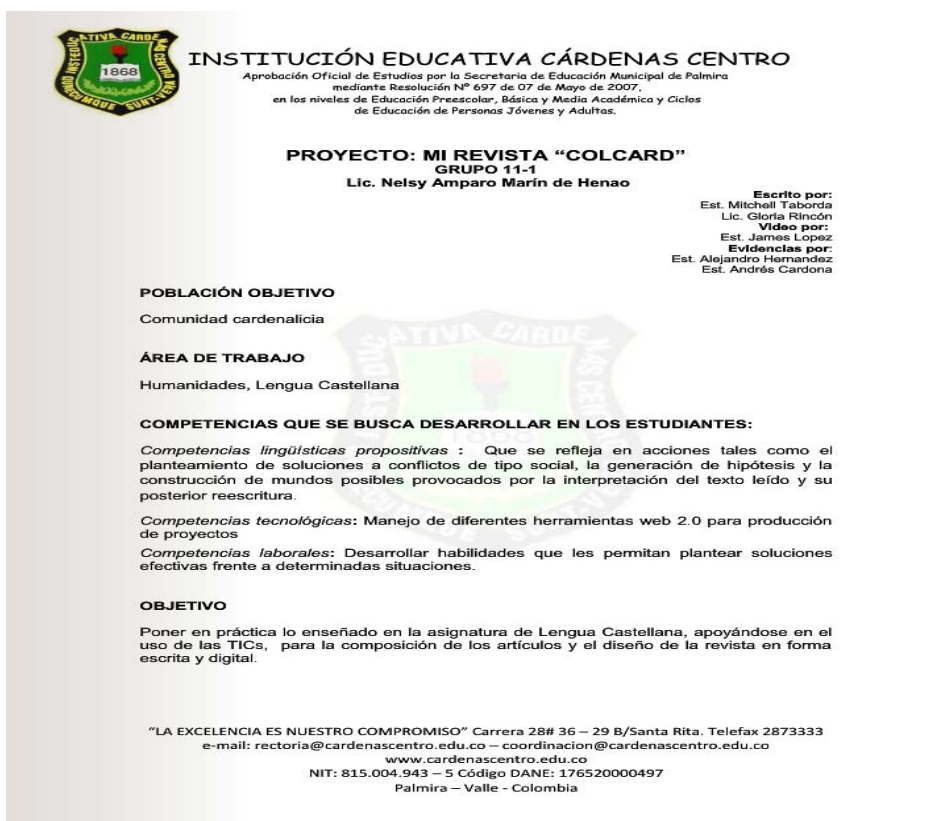 INST.EDUCATIVA CARDENAS CENTRO
1868
QUODCUMQUE SUNT-VERA
INSTITUCIÓN EDUCATIVA CÁRDENAS CENTRO
Aprobación Oficial de Estudios por la Secretaria de Educación Municipal de Palmira
mediante Resolución Nº 697 de 07 de Mayo de 2007,
en los niveles de Educación Preescolar, Básica y Media Académica y Ciclos
de Educación de Personas Jóvenes y Adultas.
PROYECTO: MI REVISTA “COLCARD”
GRUPO 11-1
Lic. Nelsy Amparo Marín de Henao
Escrito por:
Est. Mitchell Taborda
Lic. Gloria Rincón
Video por:
Est. James Lopez
Evidencias por:
Est. Alejandro Hernandez
Est. Andrés Cardona
POBLACIÓN OBJETIVO
Comunidad cardenalicia
ÁREA DE TRABAJO
Humanidades, Lengua Castellana
COMPETENCIAS QUE SE BUSCA DESARROLLAR EN LOS ESTUDIANTES:
Competencias lingüísticas propositivas : Que se refleja en acciones tales como el
planteamiento de soluciones a conflictos de tipo social, la generación de hipótesis y la
construcción de mundos posibles provocados por la interpretación del texto leído y su
posterior reescritura.
Competencias tecnológicas: Manejo de diferentes herramientas web 2.0 para producción
de proyectos
Competencias laborales: Desarrollar habilidades que les permitan plantear soluciones
efectivas frente a determinadas situaciones.
OBJETIVO
Poner en práctica lo enseñado en la asignatura de Lengua Castellana, apoyándose en el
uso de las TICs, para la composición de los artículos y el diseño de la revista en forma
escrita y digital.
“LA EXCELENCIA ES NUESTRO COMPROMISO” Carrera 28# 36 – 29 B/Santa Rita. Telefax 2873333
e-mail: rectoria@cardenascentro.edu.co – coordinacion@cardenascentro.edu.co
www.cardenascentro.edu.co
NIT: 815.004.943 – 5 Código DANE: 176520000497
Palmira – Valle - Colombia